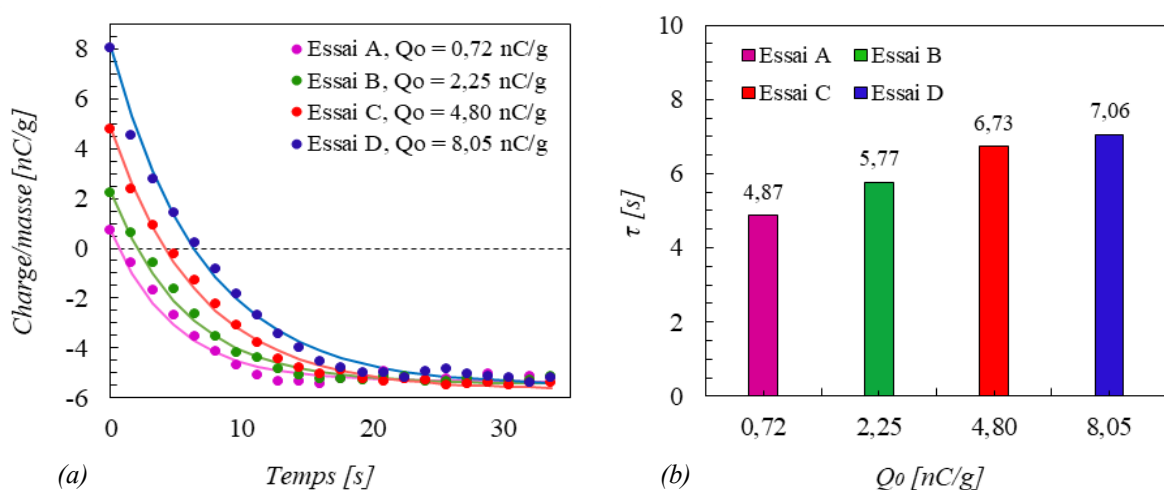 8
6
4
2
0
-2
-4
-6
0
10
20
30
Charge/masse [nC/g]
Temps [s]
Essai A, Qo = 0,72 nC/g
Essai B, Qo = 2,25 nC/g
Essai C, Qo = 4,80 nC/g
Essai D, Qo = 8,05 nC/g
(a)
10
8
6
4
2
0
τ [s]
Essai A
Essai B
Essai C
Essai D
4,87
5,77
6,73
7,06
0,72
2,25
4,80
8,05
Q0 [nC/g]
(b)